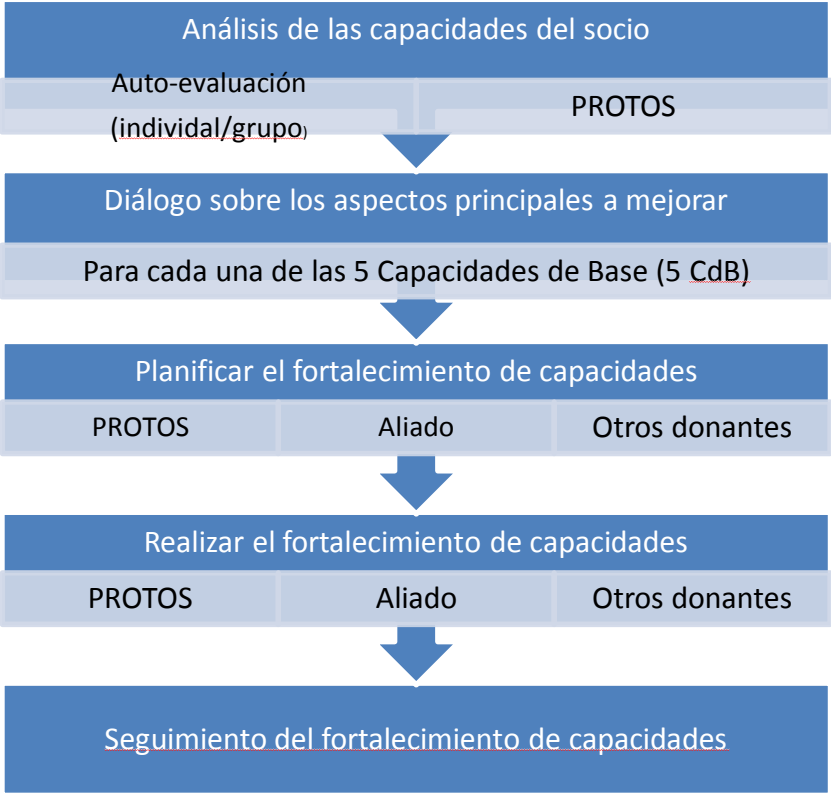 Análisis de las capacidades del socio
Auto-evaluación
(individal/grupo)
PROTOS
Diálogo sobre los aspectos principales a mejorar
Para cada una de las 5 Capacidades de Base (5 CdB)
Planificar el fortalecimiento de capacidades
PROTOS
Aliado
Otros donantes
Realizar el fortalecimiento de capacidades
PROTOS
Aliado
Otros donantes
Seguimiento del fortalecimiento de capacidades